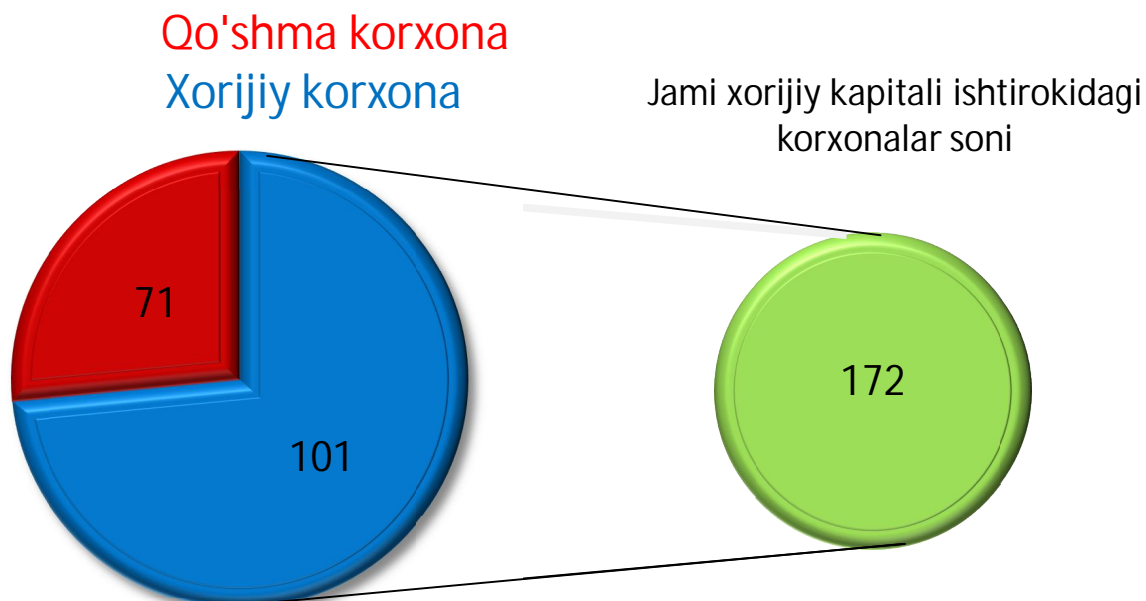 Qo'shma korxona
Xorijiy korxona
Jami xorijiy kapitali ishtirokidagi
korxonalar soni
71
101
172